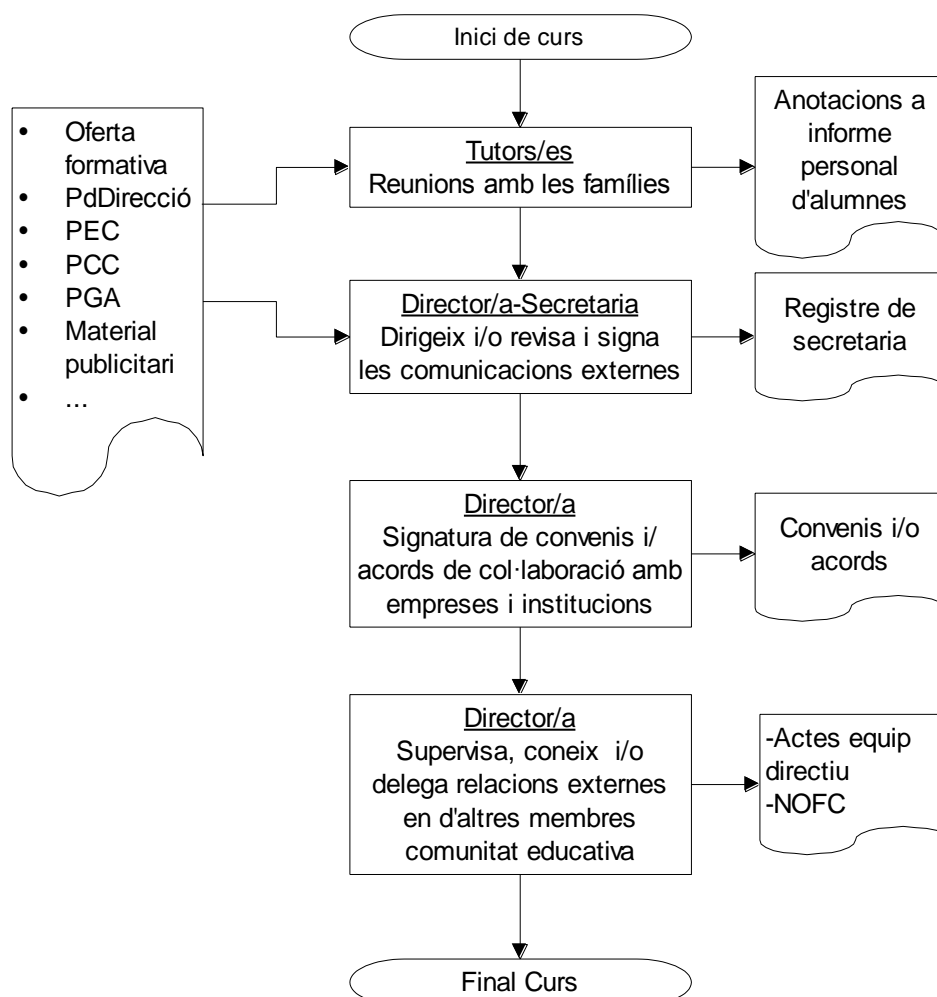 Inici de curs
• Oferta
formativa
• PdDirecció
• PEC
• PCC
• PGA
• Material
publicitari
• ...
Tutors/es
Reunions amb les famílies
Anotacions a
informe
personal
d'alumnes
Director/a-Secretaria
Dirigeix i/o revisa i signa
les comunicacions externes
Registre de
secretaria
Director/a
Signatura de convenis i/
acords de col·laboració amb
empreses i institucions
Convenis i/o
acords
Director/a
Supervisa, coneix i/o
delega relacions externes
en d'altres membres
comunitat educativa
-Actes equip
directiu
-NOFC
Final Curs